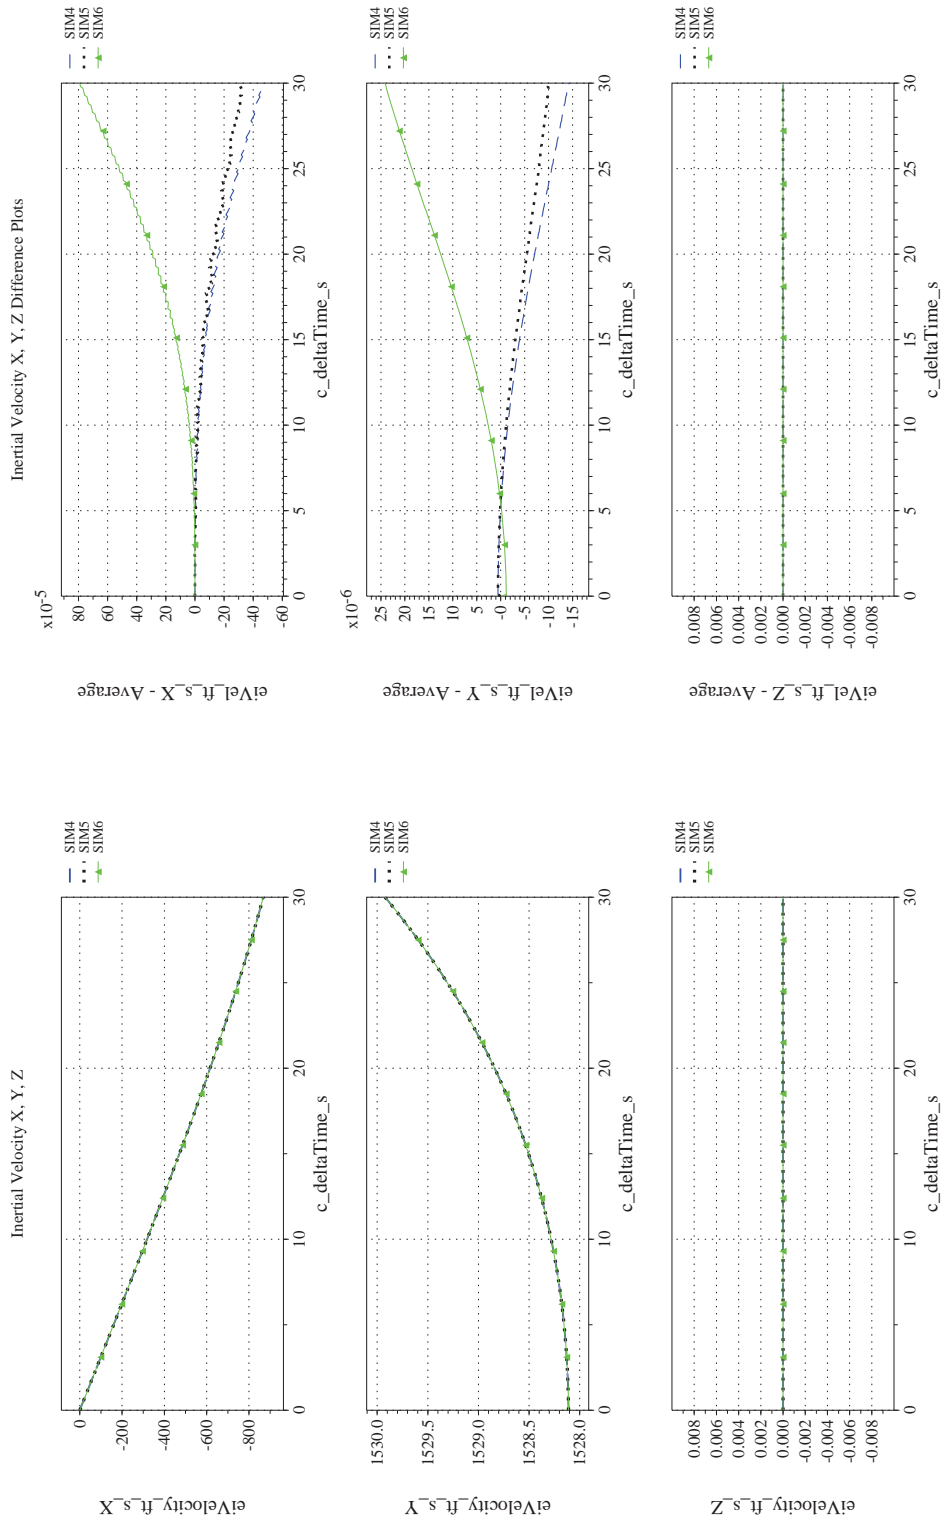 Inertial Velocity X, Y, Z
eiVelocity_ft_s_X
0
-200
-400
-600
-800
0
10
20
30
c_deltaTime_s
SIM4
SIM5
SIM6
eiVelocity_ft_s_Y
1530.0
1529.5
1529.0
1528.5
1528.0
0
10
20
30
c_deltaTime_s
SIM4
SIM5
SIM6
eiVelocity_ft_s_Z
0.008
0.006
0.004
0.002
0.000
-0.002
-0.004
-0.006
-0.008
0
10
20
30
c_deltaTime_s
SIM4
SIM5
SIM6
Inertial Velocity X, Y, Z Difference Plots
eiVel_ft_s_X - Average
x10-5
80
60
40
20
0
-20
-40
-60
0
5
10
15
20
25
30
c_deltaTime_s
SIM4
SIM5
SIM6
eiVel_ft_s_Y - Average
x10-6
25
20
15
10
5
0
-5
-10
-15
0
5
10
15
20
25
30
c_deltaTime_s
SIM4
SIM5
SIM6
eiVel_ft_s_Z - Average
0.008
0.006
0.004
0.002
0.000
-0.002
-0.004
-0.006
-0.008
0
5
10
15
20
25
30
c_deltaTime_s
SIM4
SIM5
SIM6